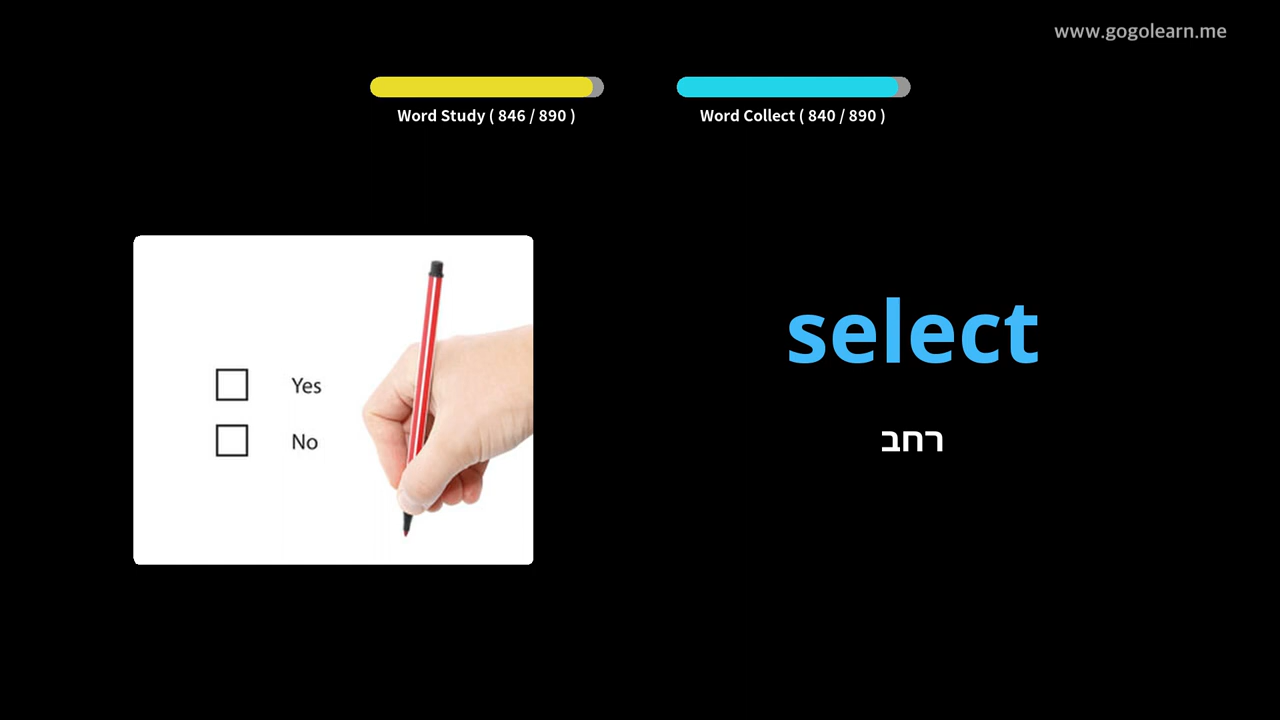 www.gogolearn.me
Word Study ( 846 / 890 )
Word Collect ( 840 / 890 )
Yes
No
select
רחב